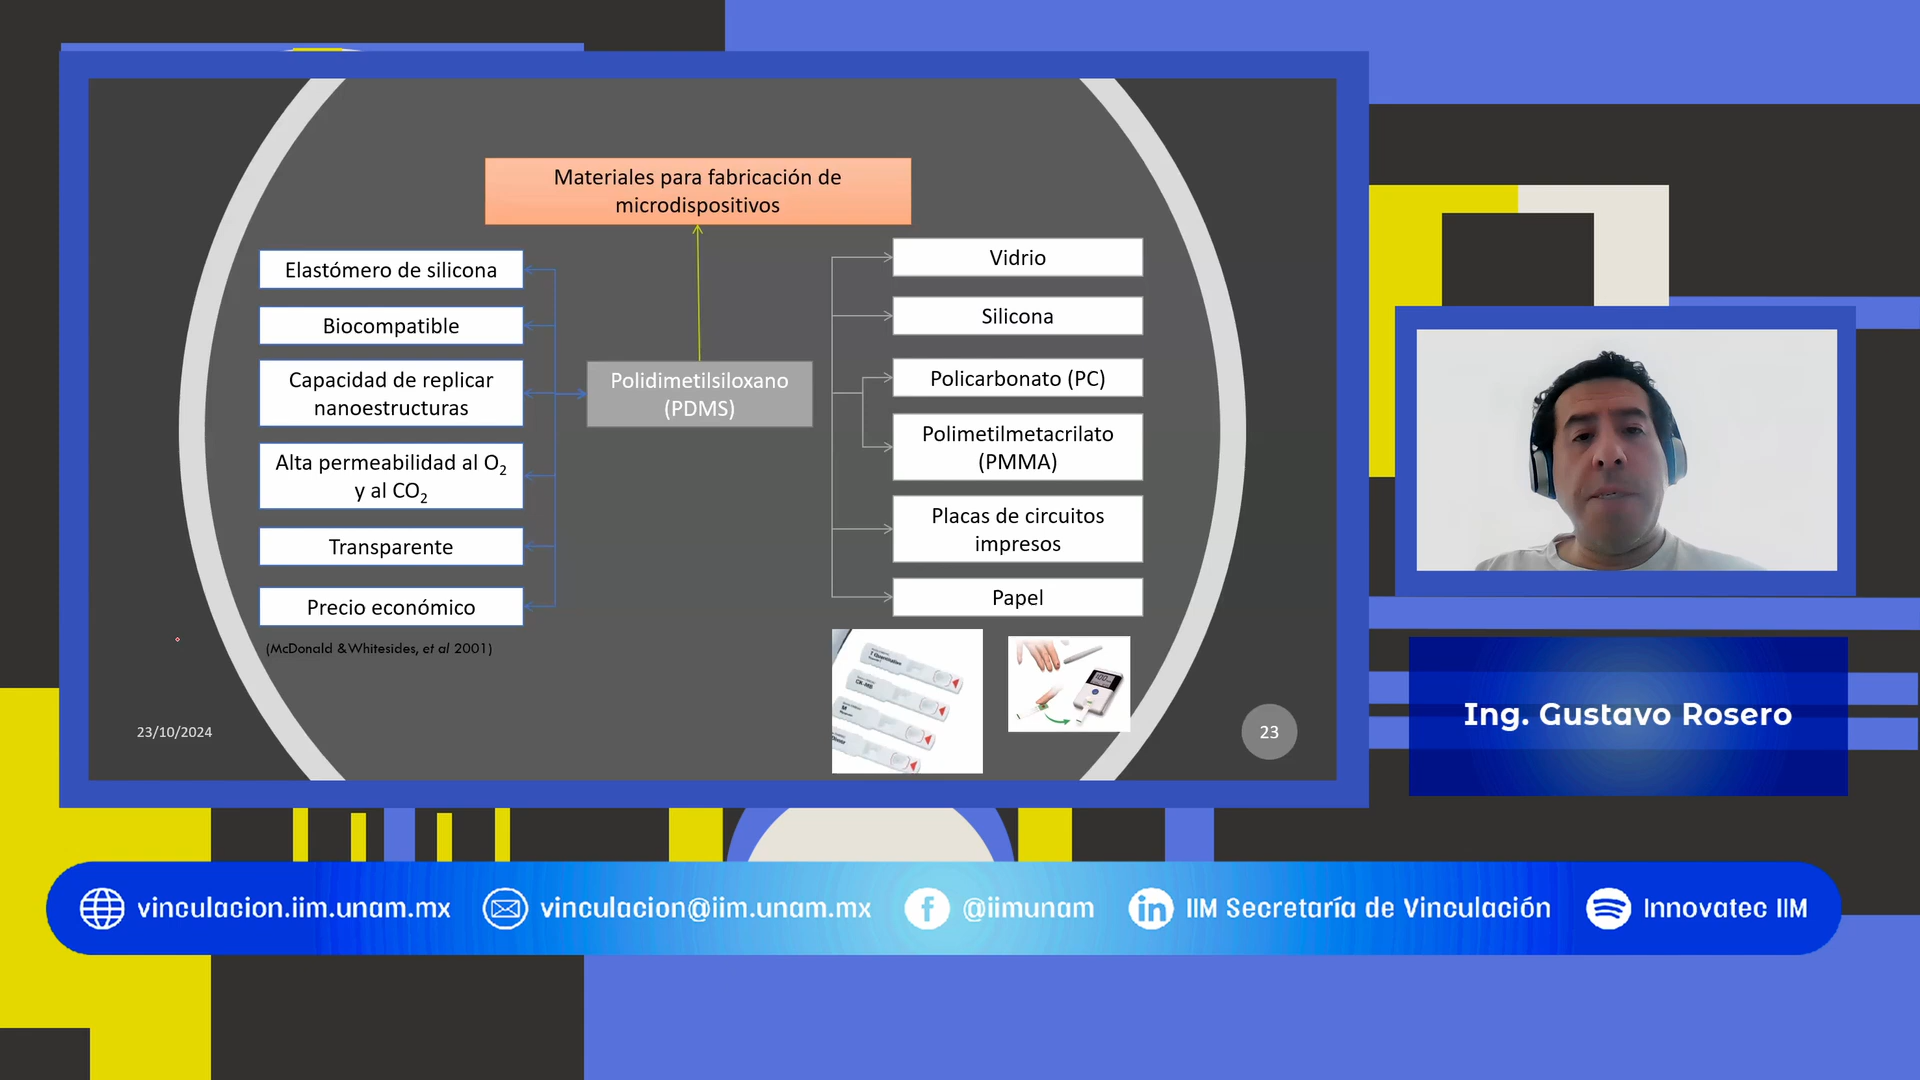 Materiales para fabricación de
microdispositivos
Elastómero de silicona
Biocompatible
Capacidad de replicar
nanoestructuras
Alta permeabilidad al O₂
y al CO₂
Transparente
Precio económico
(McDonald &Whitesides, et al 2001)
Polidimetilsiloxano
(PDMS)
Vidrio
Silicona
Policarbonato (PC)
Polimetilmetacrilato
(PMMA)
Placas de circuitos
impresos
Papel
CK-MB
23/10/2024
23
Ing. Gustavo Rosero
vinculacion.iim.unam.mx
vinculacion@iim.unam.mx
@iimunam
IIM Secretaría de Vinculación
Innovatec IIM